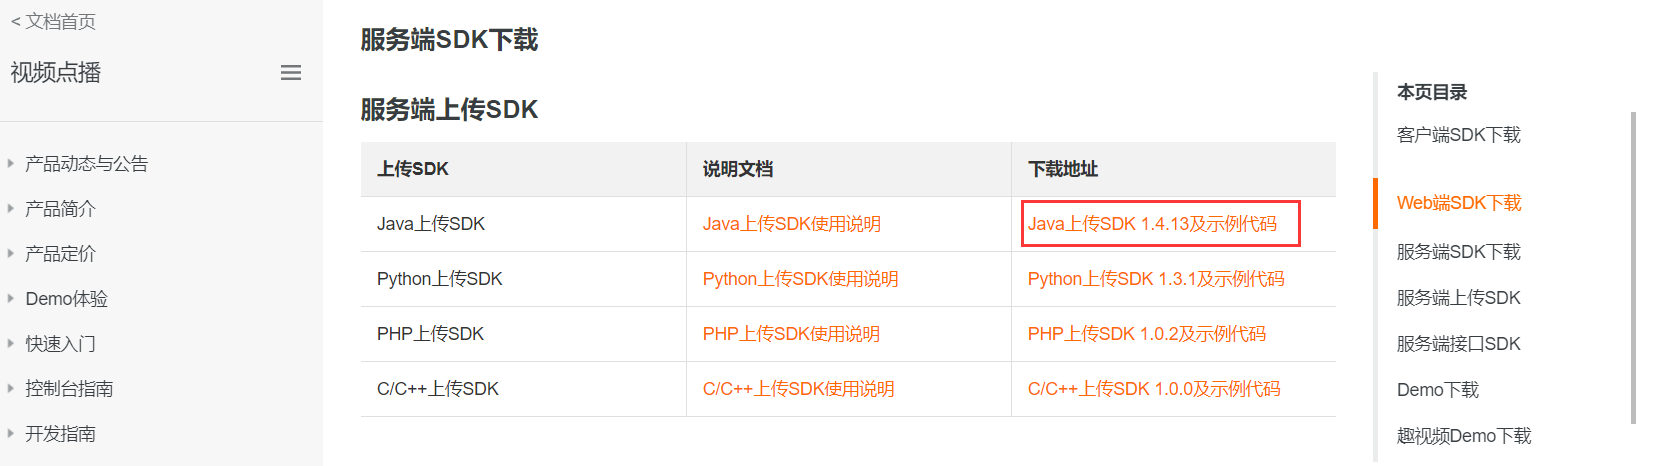 < 文档首页
视频点播
产品动态与公告
产品简介
产品定价
Demo体验
快速入门
控制台指南
开发指南
服务端SDK下载
服务端上传SDK
上传SDK 说明文档 下载地址
Java上传SDK Java上传SDK使用说明 Java上传SDK 1.4.13及示例代码
Python上传SDK Python上传SDK使用说明 Python上传SDK 1.3.1及示例代码
PHP上传SDK PHP上传SDK使用说明 PHP上传SDK 1.0.2及示例代码
C/C++上传SDK C/C++上传SDK使用说明 C/C++上传SDK 1.0.0及示例代码
本页目录
客户端SDK下载
Web端SDK下载
服务端SDK下载
服务端上传SDK
服务端接口SDK
Demo下载
趣视频Demo下载